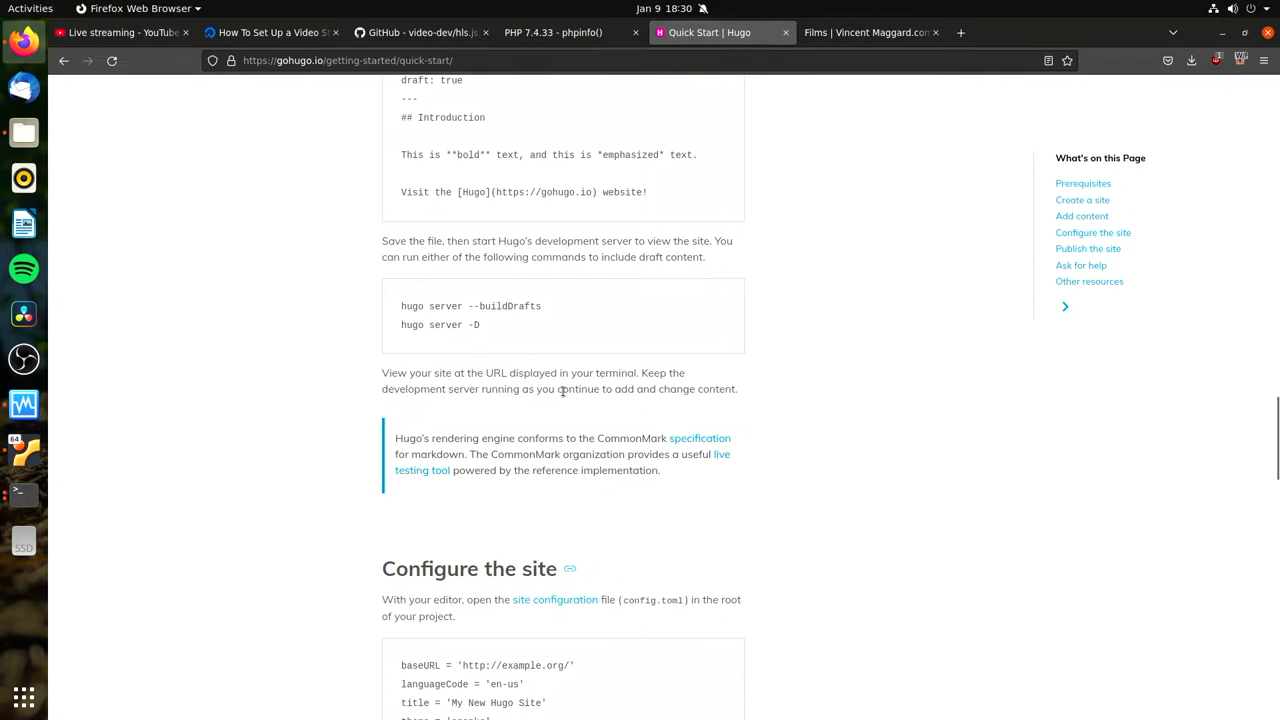 Activities
Firefox Web Browser
Jan 9 18:30
Live streaming - YouTube
How To Set Up a Video S
GitHub - video-dev/hls.js
PHP 7.4.33 - phpinfo()
Quick Start | Hugo
Films | Vincent Maggard.com
https://gohugo.io/getting-started/quick-start/
draft: true
---
## Introduction
This is **bold** text, and this is *emphasized* text.
Visit the [Hugo](https://gohugo.io) website!
Save the file, then start Hugo's development server to view the site. You
can run either of the following commands to include draft content.
hugo server --buildDrafts
hugo server -D
View your site at the URL displayed in your terminal. Keep the
development server running as you continue to add and change content.
Hugo's rendering engine conforms to the CommonMark specification
for markdown. The CommonMark organization provides a useful live
testing tool powered by the reference implementation.
Configure the site
With your editor, open the site configuration file (config.toml) in the root
of your project.
baseURL = 'http://example.org/'
languageCode = 'en-us'
title = 'My New Hugo Site'
What's on this Page
Prerequisites
Create a site
Add content
Configure the site
Publish the site
Ask for help
Other resources
64
SSD